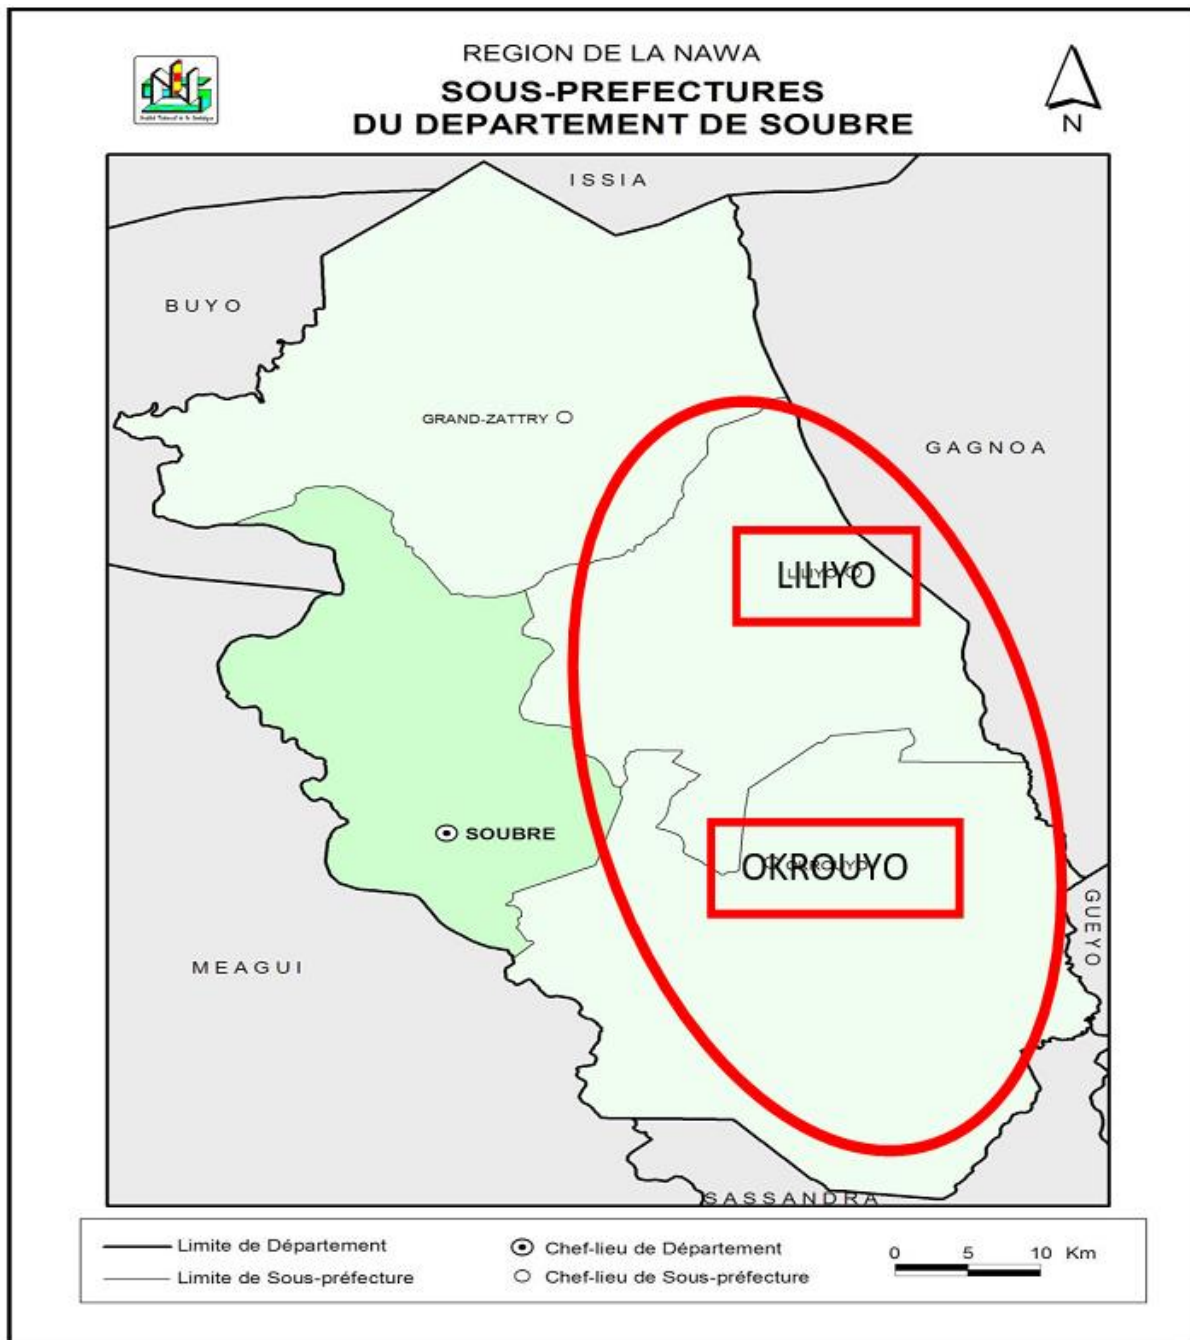 REGION DE LA NAWA
SOUS-PREFECTURES
DU DEPARTEMENT DE SOUBRE
N
ISSIA
BUYO
GRAND-ZATTRY
GAGNOA
LILIYO
SOUBRE
OKROUYO
GUEYO
MEAGUI
SASSANDRA
Limite de Département
Chef-lieu de Département
0 5 10 Km
Limite de Sous-préfecture
Chef-lieu de Sous-préfecture